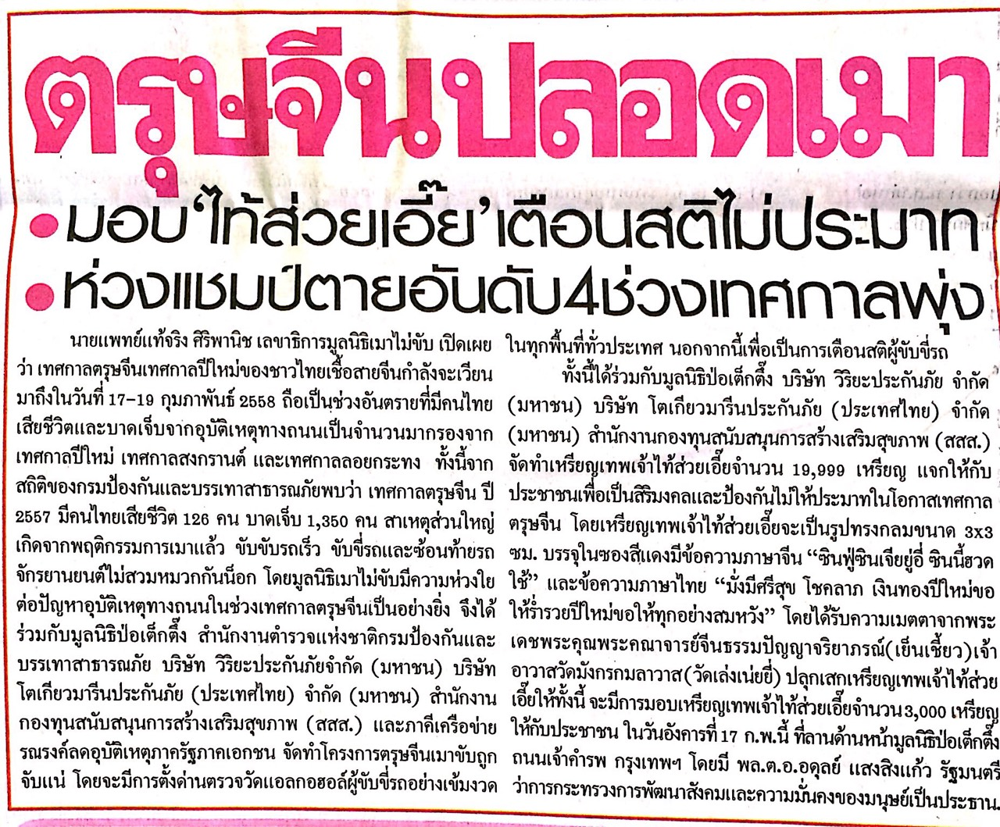 ตรุษจีนปลอดเมา
• มอบ‘ไท้ส่วยเอี๊ย’เตือนสติไม่ประมาท
• ห่วงแชมป์ตายอันดับ4ช่วงเทศกาลพุ่ง
นายแพทย์แท้จริง ศิริพานิช เลขาธิการมูลนิธิเมาไม่ขับ เปิดเผย
ว่า เทศกาลตรุษจีนเทศกาลปีใหม่ของชาวไทยเชื้อสายจีนกำลังจะเวียน
มาถึงในวันที่ 17-19 กุมภาพันธ์ 2558 ถือเป็นช่วงอันตรายที่มีคนไทย
เสียชีวิตและบาดเจ็บจากอุบัติเหตุทางถนนเป็นจำนวนมากรองจาก
เทศกาลปีใหม่ เทศกาลสงกรานต์ และเทศกาลลอยกระทง ทั้งนี้จาก
สถิติของกรมป้องกันและบรรเทาสาธารณภัยพบว่า เทศกาลตรุษจีน ปี
2557 มีคนไทยเสียชีวิต 126 คน บาดเจ็บ 1,350 คน สาเหตุส่วนใหญ่
เกิดจากพฤติกรรมการเมาแล้ว ขับขับรถเร็ว ขับขี่รถและซ้อนท้ายรถ
จักรยานยนต์ไม่สวมหมวกกันน็อก โดยมูลนิธิเมาไม่ขับมีความห่วงใย
ต่อปัญหาอุบัติเหตุทางถนนในช่วงเทศกาลตรุษจีนเป็นอย่างยิ่ง จึงได้
ร่วมกับมูลนิธิป่อเต็กตึ๊ง สำนักงานตำรวจแห่งชาติกรมป้องกันและ
บรรเทาสาธารณภัย บริษัท วิริยะประกันภัยจำกัด (มหาชน) บริษัท
โตเกียวมารีนประกันภัย (ประเทศไทย) จำกัด (มหาชน) สำนักงาน
กองทุนสนับสนุนการสร้างเสริมสุขภาพ (สสส.) และภาคีเครือข่าย
รณรงค์ลดอุบัติเหตุภาครัฐภาคเอกชน จัดทำโครงการตรุษจีนเมาขับถูก
จับแน่ โดยจะมีการตั้งด่านตรวจวัดแอลกอฮอล์ผู้ขับขี่รถอย่างเข้มงวด
ในทุกพื้นที่ทั่วประเทศ นอกจากนี้เพื่อเป็นการเตือนสติผู้ขับขี่รถ
ทั้งนี้ได้ร่วมกับมูลนิธิป่อเต็กตึ๊ง บริษัท วิริยะประกันภัย จำกัด
(มหาชน) บริษัท โตเกียวมารีนประกันภัย (ประเทศไทย) จำกัด
(มหาชน) สำนักงานกองทุนสนับสนุนการสร้างเสริมสุขภาพ (สสส.)
จัดทำเหรียญเทพเจ้าไท้ส่วยเอี๊ยจำนวน 19,999 เหรียญ แจกให้กับ
ประชาชนเพื่อเป็นสิริมงคลและป้องกันไม่ให้ประมาทในโอกาสเทศกาล
ตรุษจีน โดยเหรียญเทพเจ้าไท้ส่วยเอี๊ยจะเป็นรูปทรงกลมขนาด 3x3
ซม. บรรจุในซองสีแดงมีข้อความภาษาจีน “ซินฟู่ซินเจียยู่อี่ ซินนี้ฮวด
ใช้” และข้อความภาษาไทย “มั่งมีศรีสุข โชคลาภ เงินทองปีใหม่ขอ
ให้ร่ำรวยปีใหม่ขอให้ทุกอย่างสมหวัง” โดยได้รับความเมตตาจากพระ
เดชพระคุณพระคณาจารย์จีนธรรมปัญญาจริยาภรณ์(เย็นเชี้ยว)เจ้า
อาวาสวัดมังกรกมลาวาส(วัดเล่งเน่ยยี่) ปลุกเสกเหรียญเทพเจ้าไท้ส่วย
เอี๊ยให้ทั้งนี้ จะมีการมอบเหรียญเทพเจ้าไท้ส่วยเอี๊ยจำนวน3,000 เหรียญ
ให้กับประชาชน ในวันอังคารที่ 17 ก.พ.นี้ ที่ลานด้านหน้ามูลนิธิป่อเต็กตึ๊ง
ถนนเจ้าคำรพ กรุงเทพฯ โดยมี พล.ต.อ.อดุลย์ แสงสิงแก้ว รัฐมนตรี
ว่าการกระทรวงการพัฒนาสังคมและความมั่นคงของมนุษย์เป็นประธาน.